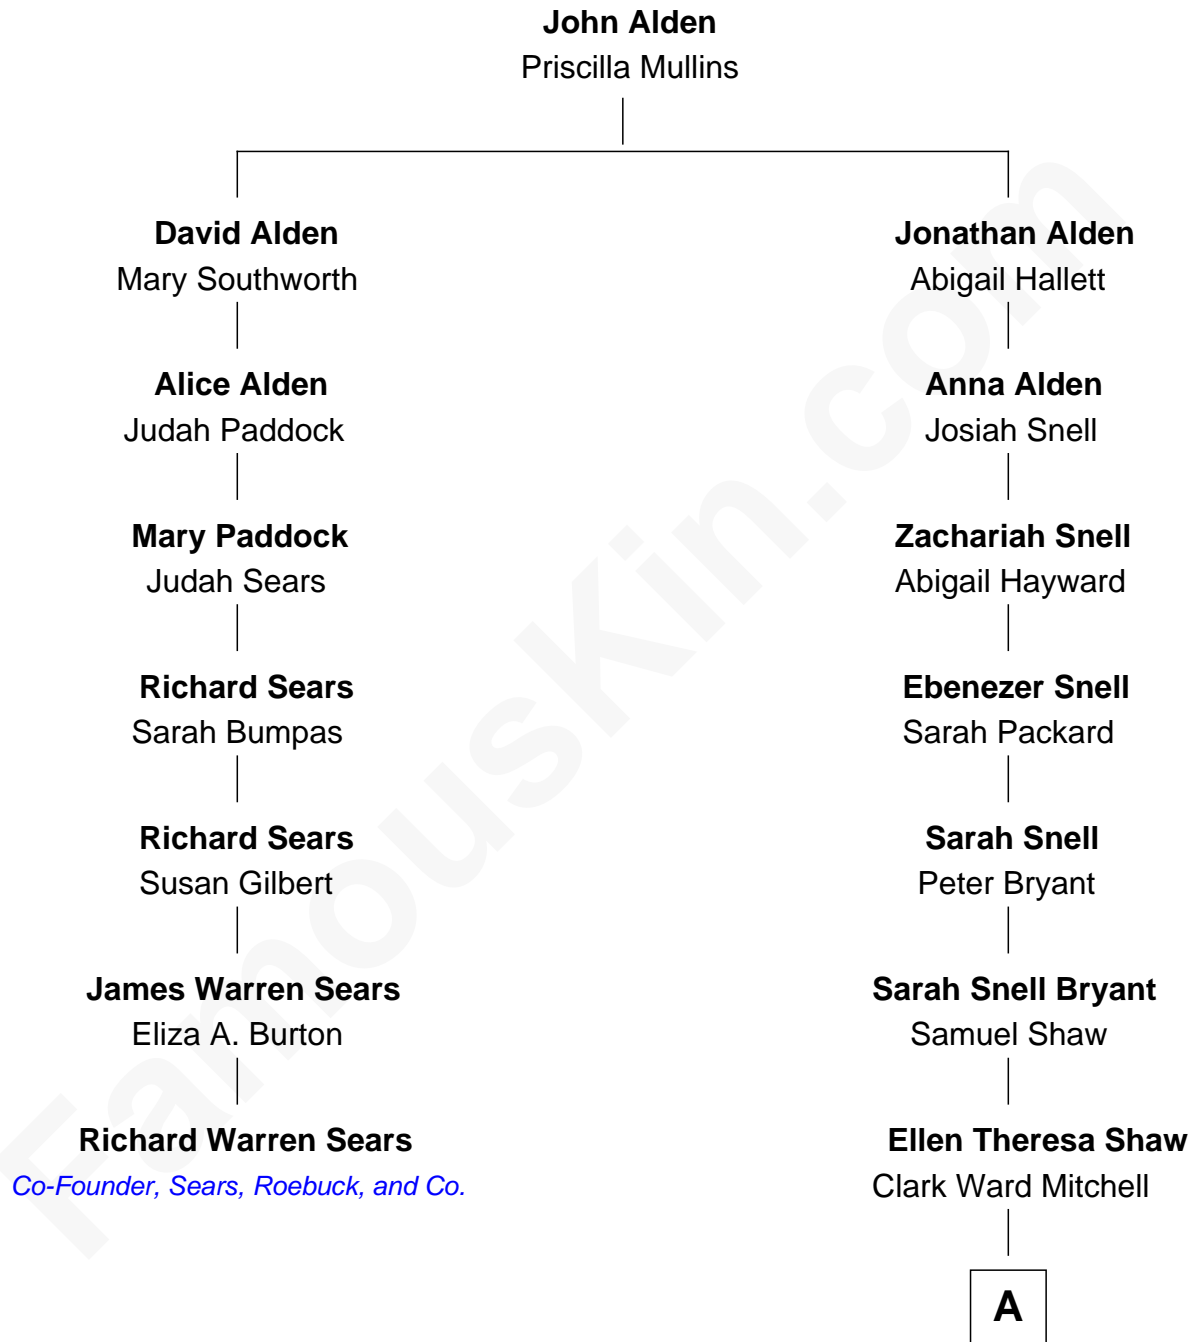 John Alden
Priscilla Mullins
David Alden
Mary Southworth
Jonathan Alden
Abigail Hallett
Alice Alden
Judah Paddock
Anna Alden
Josiah Snell
Mary Paddock
Judah Sears
Zachariah Snell
Abigail Hayward
Richard Sears
Sarah Bumpas
Ebenezer Snell
Sarah Packard
Richard Sears
Susan Gilbert
Sarah Snell
Peter Bryant
James Warren Sears
Eliza A. Burton
Sarah Snell Bryant
Samuel Shaw
Richard Warren Sears
Co-Founder, Sears, Roebuck, and Co.
Ellen Theresa Shaw
Clark Ward Mitchell
A
FamousKin.com